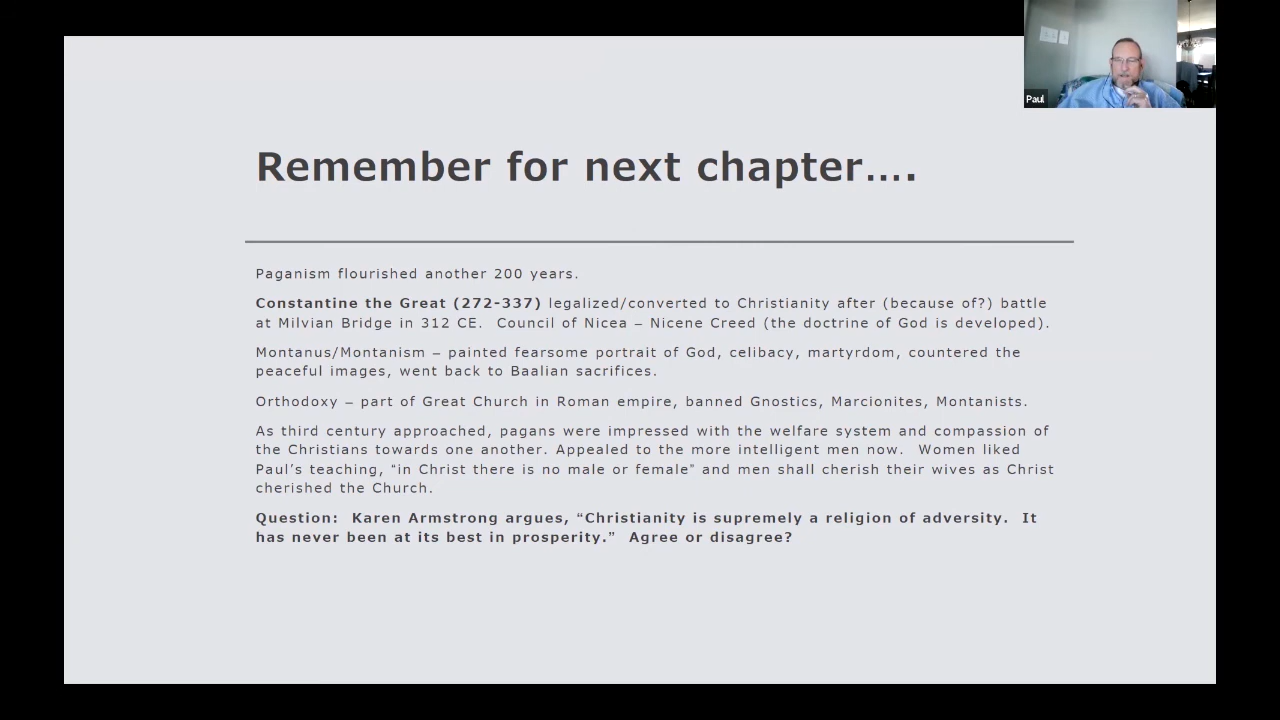 Paul
Remember for next chapter….
Paganism flourished another 200 years.
Constantine the Great (272-337) legalized/converted to Christianity after (because of?) battle
at Milvian Bridge in 312 CE.  Council of Nicea – Nicene Creed (the doctrine of God is developed).
Montanus/Montanism – painted fearsome portrait of God, celibacy, martyrdom, countered the
peaceful images, went back to Baalian sacrifices.
Orthodoxy – part of Great Church in Roman empire, banned Gnostics, Marcionites, Montanists.
As third century approached, pagans were impressed with the welfare system and compassion of
the Christians towards one another. Appealed to the more intelligent men now.  Women liked
Paul's teaching, "in Christ there is no male or female" and men shall cherish their wives as Christ
cherished the Church.
Question:  Karen Armstrong argues, “Christianity is supremely a religion of adversity.  It
has never been at its best in prosperity.”  Agree or disagree?